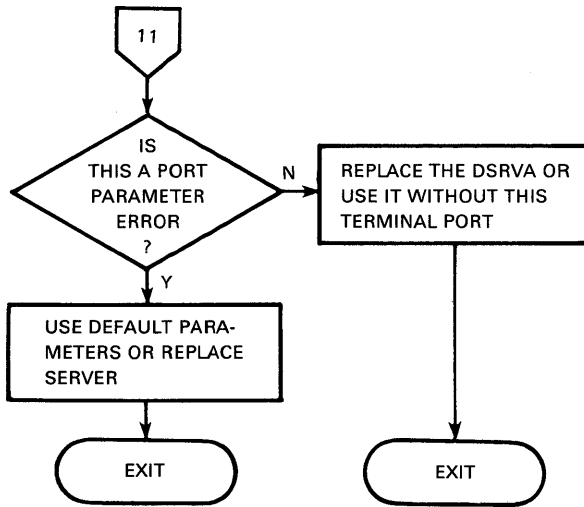 11
IS
THIS A PORT
PARAMETER
ERROR
?
N
REPLACE THE DSRVA OR
USE IT WITHOUT THIS
TERMINAL PORT
Y
USE DEFAULT PARA-
METERS OR REPLACE
SERVER
EXIT
EXIT